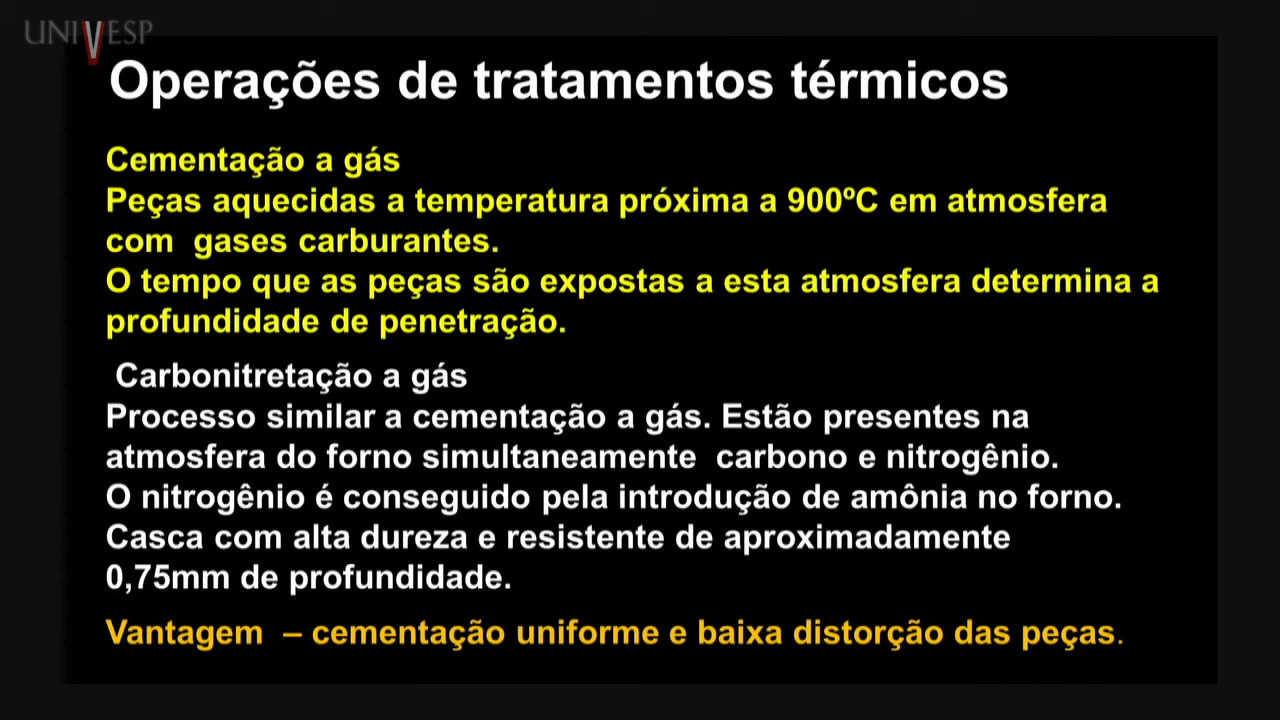 UNIVESP
Operações de tratamentos térmicos
Cementação a gás
Peças aquecidas a temperatura próxima a 900ºC em atmosfera
com gases carburantes.
O tempo que as peças são expostas a esta atmosfera determina a
profundidade de penetração.
Carbonitretação a gás
Processo similar a cementação a gás. Estão presentes na
atmosfera do forno simultaneamente carbono e nitrogênio.
O nitrogênio é conseguido pela introdução de amônia no forno.
Casca com alta dureza e resistente de aproximadamente
0,75mm de profundidade.
Vantagem – cementação uniforme e baixa distorção das peças.